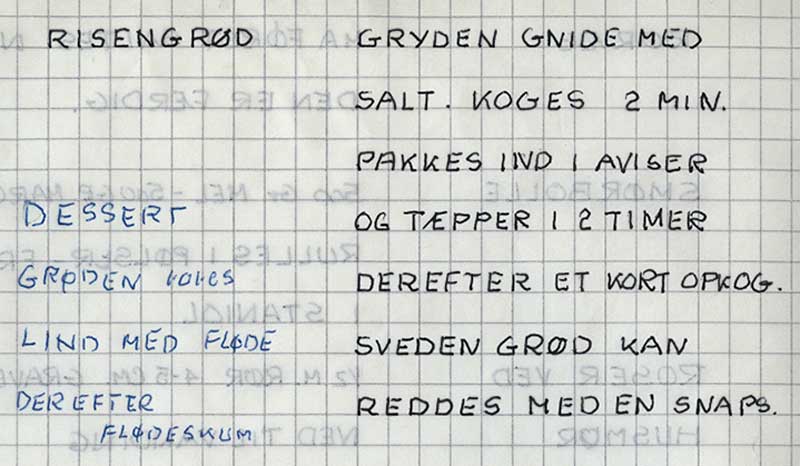 RISENGRØD
GRYDEN GNIDE MED
SALT. KOGES 2 MIN.
PAKKES IND I AVISER
OG TÆPPER I 2 TIMER
DEREFTER ET KORT OPKOG.
SVEDEN GRØD KAN
REDDES MED EN SNAPS.
DESSERT
GRØDEN KOGES
LIND MED FLØDE
DEREFTER
FLØDESKUM